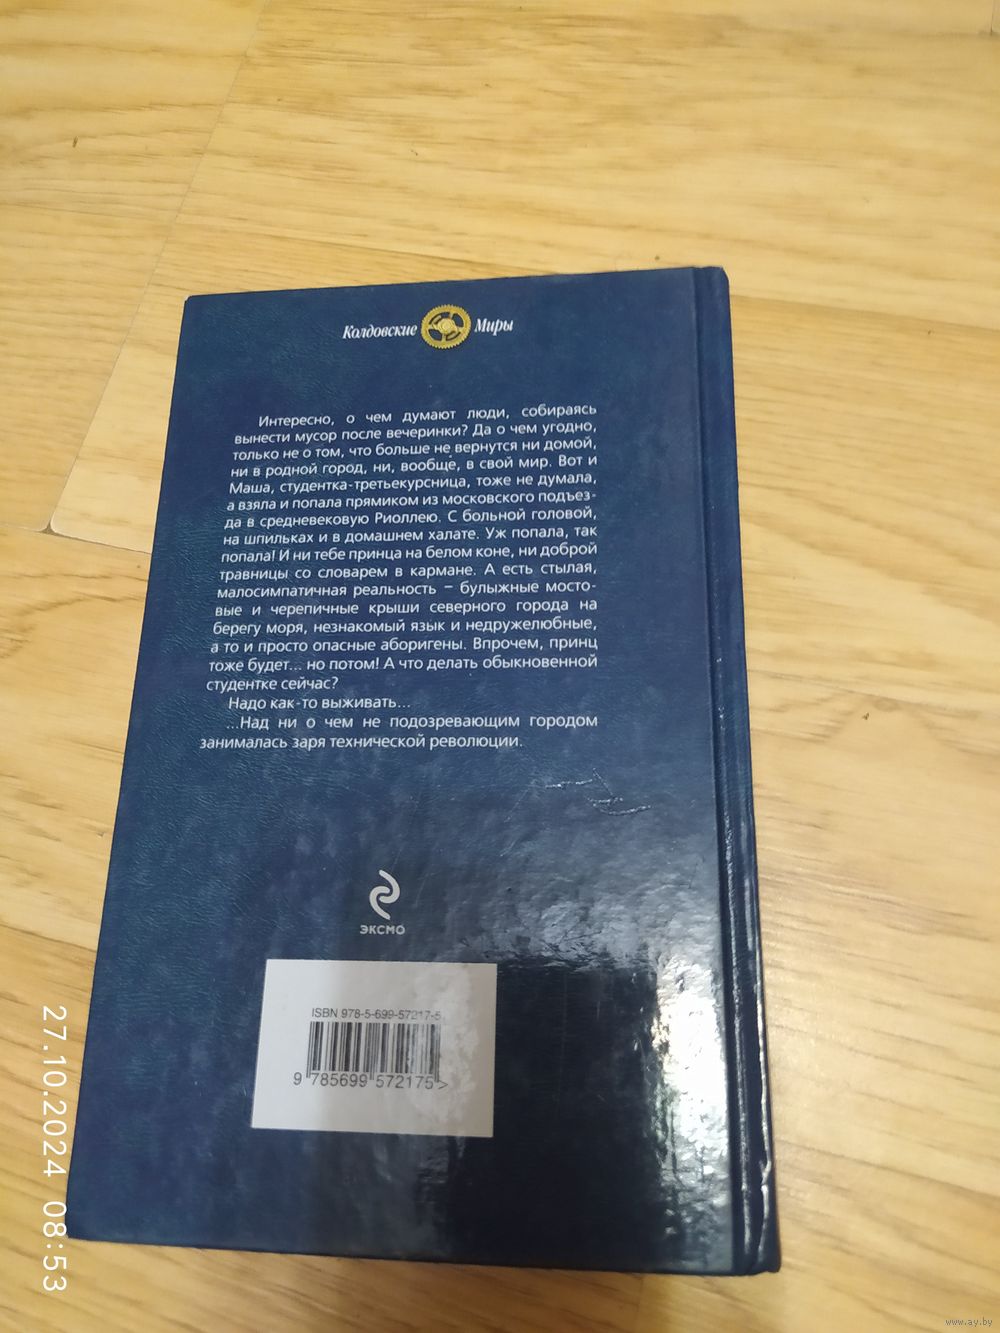 Колдовские Миры
Интересно, о чем думают люди, собираясь
вынести мусор после вечеринки? Да о чем угодно,
только не о том, что больше не вернутся ни домой,
ни в родной город, ни, вообще, в свой мир. Вот и
Маша, студентка-третьекурсница, тоже не думала,
а взяла и попала прямиком из московского подъез-
да в средневековую Риоллею. С больной головой,
на шпильках и в домашнем халате. Уж попала, так
попала! И ни тебе принца на белом коне, ни доброй
травницы со словарем в кармане. А есть стылая,
малосимпатичная реальность – булыжные мосто-
вые и черепичные крыши северного города на
берегу моря, незнакомый язык и недружелюбные,
а то и просто опасные аборигены. Впрочем, принц
тоже будет... но потом! А что делать обыкновенной
студентке сейчас?
Надо как-то выживать...
...Над ни о чем не подозревающим городом
занималась заря технической революции.
ЭКСМО
ISBN 978-5-699-57217-5
9 785699 572175 >
27.10.2024 08:53
www.ay.by